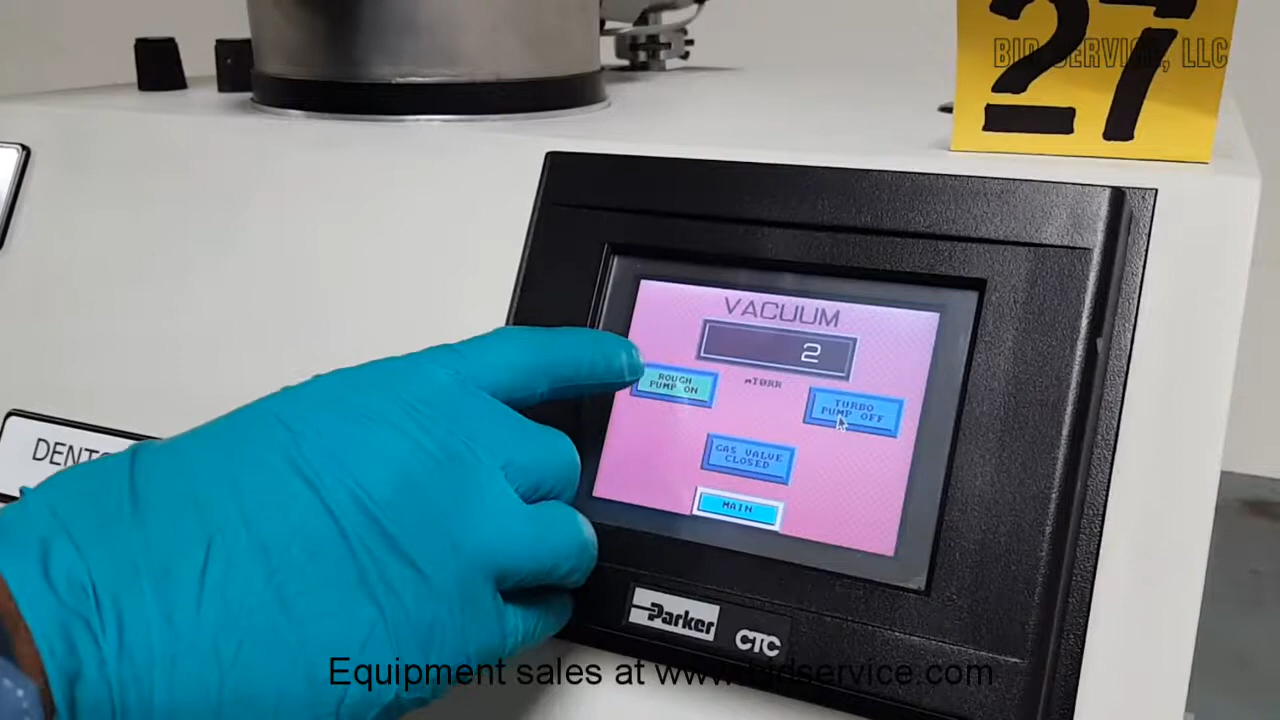 27
BID SERVICE, LLC
VACUUM
2
mTORR
ROUGH
PUMP ON
TURBO
PUMP OFF
GAS VALVE
CLOSED
MAIN
DENTO
Parker
CTC
Equipment sales at www.bidservice.com